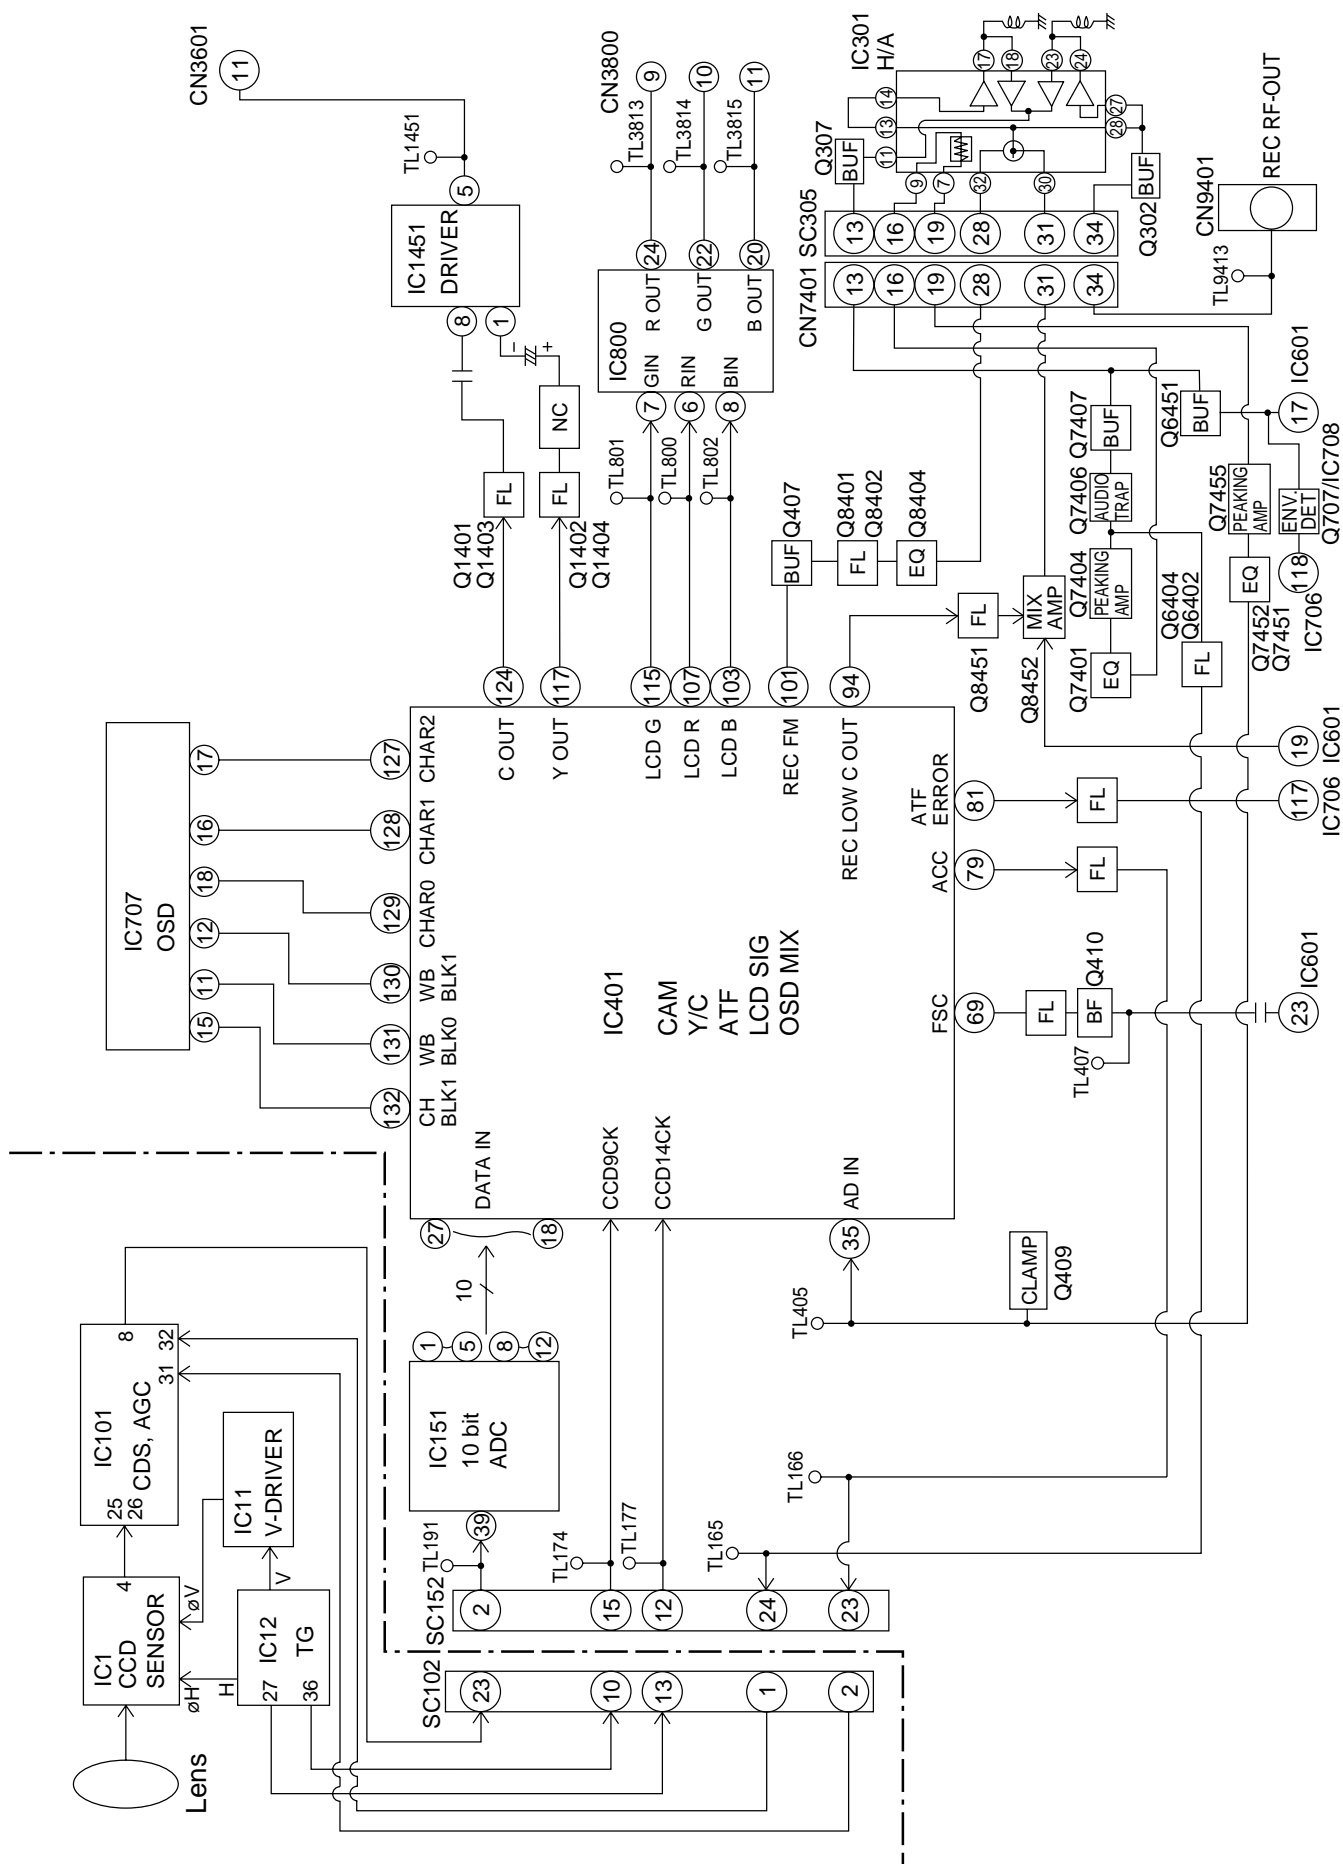 Lens
IC1
CCD
SENSOR
4
øH
øV
H
IC12
TG
27
36
V
IC11
V-DRIVER
IC101
CDS, AGC
25
26
8
31
32
SC102
23
10
13
1
2
SC152
2
15
12
24
23
TL191
TL174
TL177
TL165
TL166
39
IC151
10 bit
ADC
1
5
8
12
10
27
18
DATA IN
CCD9CK
CCD14CK
35
AD IN
TL405
CLAMP
Q409
IC707
OSD
15
11
12
18
16
17
132
131
130
129
128
127
CH
BLK1
WB
BLK0
WB
BLK1
CHAR0
CHAR1
CHAR2
IC401
CAM
Y/C
ATF
LCD SIG
OSD MIX
C OUT
Y OUT
LCD G
LCD R
LCD B
REC FM
REC LOW C OUT
FSC
ACC
ATF
ERROR
124
117
115
107
103
101
94
69
79
81
FL
BF
Q410
TL407
23
IC601
FL
FL
117
IC706
19
IC601
Q1401
Q1403
FL
Q1402
Q1404
FL
NC
-
+
8
1
IC1451
DRIVER
5
TL1451
CN3601
11
TL801
TL800
TL802
7
6
8
IC800
GIN
RIN
BIN
R OUT
G OUT
B OUT
24
22
20
TL3813
TL3814
TL3815
CN3800
9
10
11
BUF
Q407
FL
Q8401
Q8402
EQ
Q8404
Q8451
FL
Q8452
MIX
AMP
Q7401
EQ
Q7404
PEAKING
AMP
Q7406
AUDIO
TRAP
Q7407
BUF
Q6404
Q6402
FL
Q6451
BUF
17
IC601
Q7452
Q7451
EQ
Q7455
PEAKING
AMP
ENV.
DET
Q707/IC708
118
IC706
CN7401
13
16
19
28
31
34
SC305
13
16
19
28
31
34
Q307
BUF
Q302
BUF
IC301
H/A
11
13
14
9
7
32
30
17
18
23
24
27
28
TL9413
CN9401
REC RF-OUT